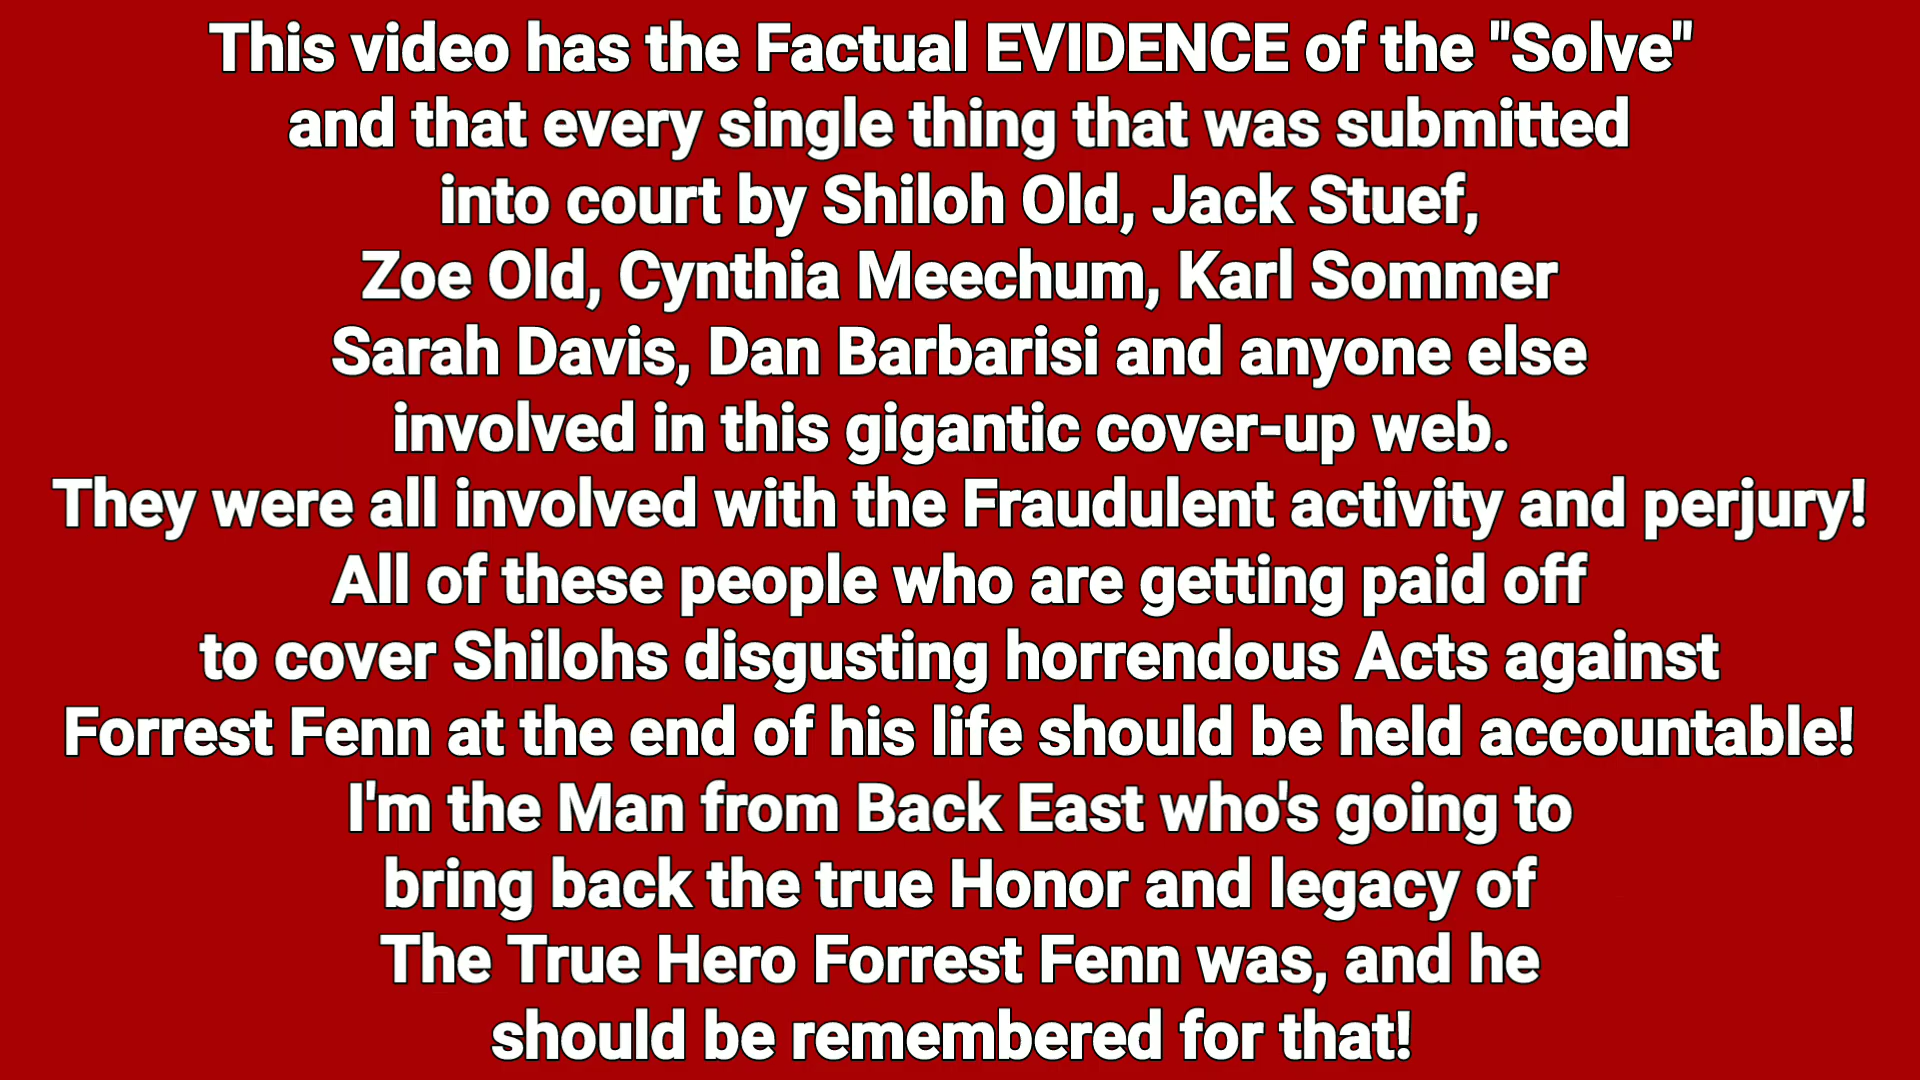 This video has the Factual EVIDENCE of the "Solve"
and that every single thing that was submitted
into court by Shiloh Old, Jack Stuef,
Zoe Old, Cynthia Meechum, Karl Sommer
Sarah Davis, Dan Barbarisi and anyone else
involved in this gigantic cover-up web.
They were all involved with the Fraudulent activity and perjury!
All of these people who are getting paid off
to cover Shilohs disgusting horrendous Acts against
Forrest Fenn at the end of his life should be held accountable!
I'm the Man from Back East who's going to
bring back the true Honor and legacy of
The True Hero Forrest Fenn was, and he
should be remembered for that!